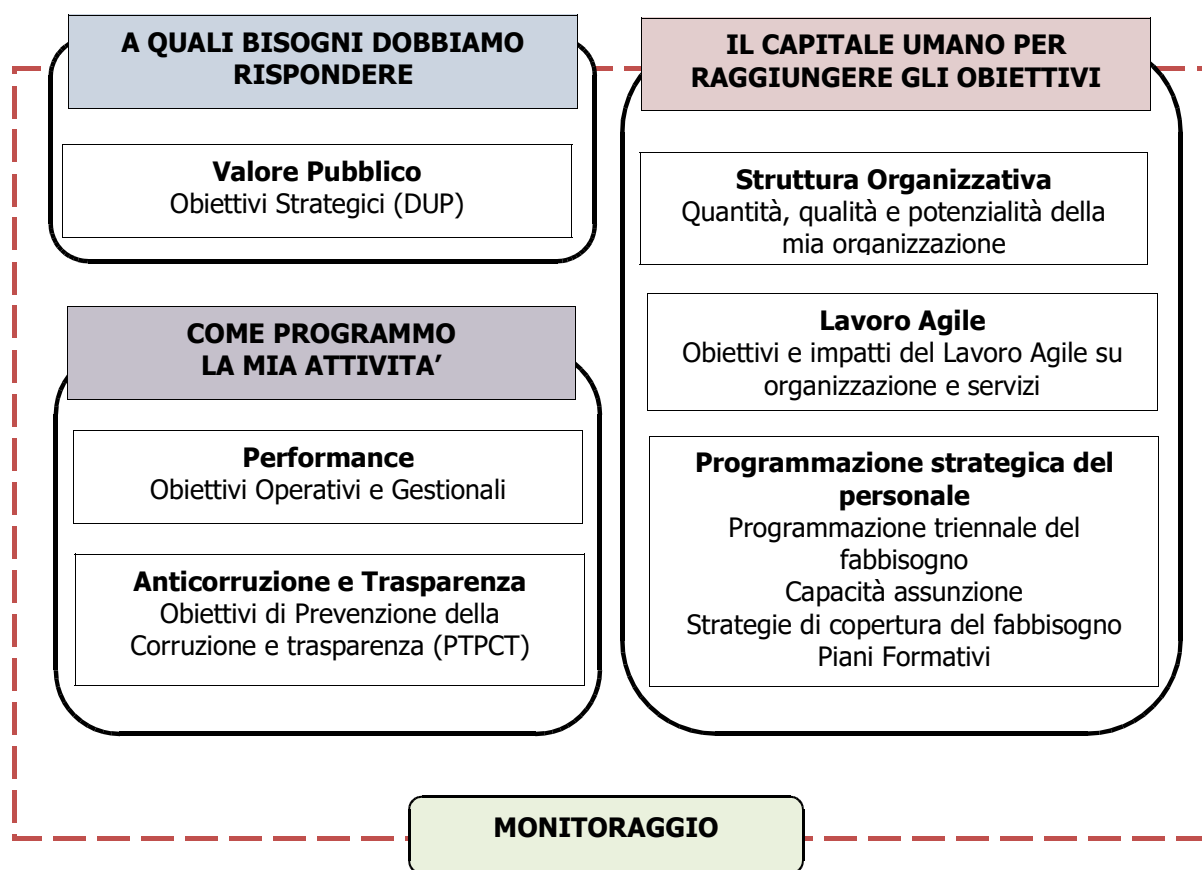 A QUALI BISOGNI DOBBIAMO
RISPONDERE
Valore Pubblico
Obiettivi Strategici (DUP)
COME PROGRAMMO
LA MIA ATTIVITA’
Performance
Obiettivi Operativi e Gestionali
Anticorruzione e Trasparenza
Obiettivi di Prevenzione della
Corruzione e trasparenza (PTPCT)
IL CAPITALE UMANO PER
RAGGIUNGERE GLI OBIETTIVI
Struttura Organizzativa
Quantità, qualità e potenzialità della
mia organizzazione
Lavoro Agile
Obiettivi e impatti del Lavoro Agile su
organizzazione e servizi
Programmazione strategica del
personale
Programmazione triennale del
fabbisogno
Capacità assunzione
Strategie di copertura del fabbisogno
Piani Formativi
MONITORAGGIO